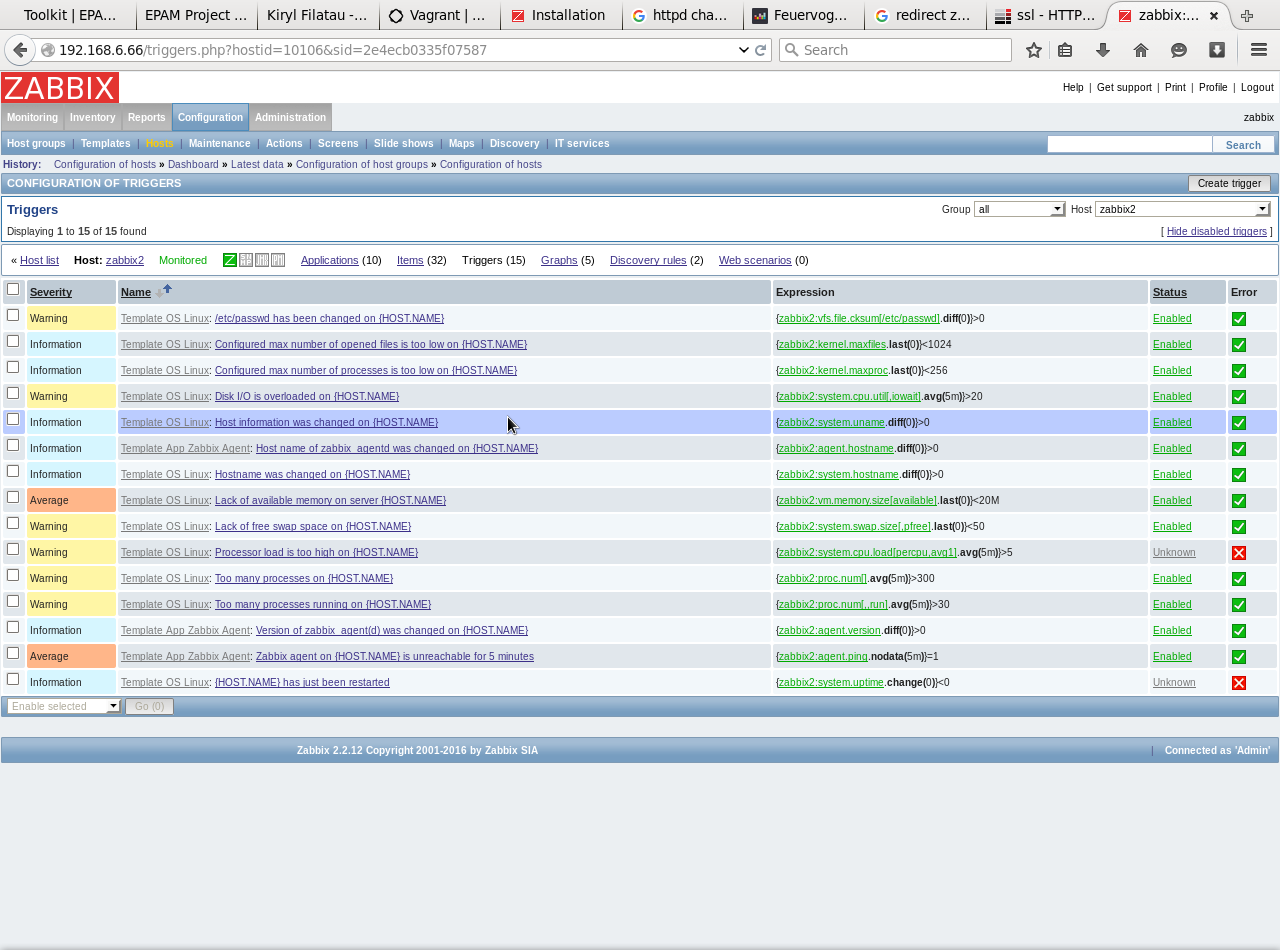 Toolkit | EPA... EPAM Project ... Kiryl Filatau -... Vagrant | ... Installation httpd cha... Feuervog... redirect z... ssl - HTTP... zabbix:...
192.168.6.66/triggers.php?hostid=10106&sid=2e4ecb0335f07587 Search
ZABBIX Help | Get support | Print | Profile | Logout
Monitoring Inventory Reports Configuration Administration zabbix
Host groups | Templates | Hosts | Maintenance | Actions | Screens | Slide shows | Maps | Discovery | IT services Search
History: Configuration of hosts » Dashboard » Latest data » Configuration of host groups » Configuration of hosts
CONFIGURATION OF TRIGGERS Create trigger
Triggers Group all Host zabbix2
Displaying 1 to 15 of 15 found [ Hide disabled triggers ]
« Host list Host: zabbix2 Monitored Applications (10) Items (32) Triggers (15) Graphs (5) Discovery rules (2) Web scenarios (0)
Severity Name Expression Status Error
Warning Template OS Linux: /etc/passwd has been changed on {HOST.NAME} {zabbix2:vfs.file.cksum[/etc/passwd].diff(0)}>0 Enabled
Information Template OS Linux: Configured max number of opened files is too low on {HOST.NAME} {zabbix2:kernel.maxfiles.last(0)}<1024 Enabled
Information Template OS Linux: Configured max number of processes is too low on {HOST.NAME} {zabbix2:kernel.maxproc.last(0)}<256 Enabled
Warning Template OS Linux: Disk I/O is overloaded on {HOST.NAME} {zabbix2:system.cpu.util[,iowait].avg(5m)}>20 Enabled
Information Template OS Linux: Host information was changed on {HOST.NAME} {zabbix2:system.uname.diff(0)}>0 Enabled
Information Template App Zabbix Agent: Host name of zabbix_agentd was changed on {HOST.NAME} {zabbix2:agent.hostname.diff(0)}>0 Enabled
Information Template OS Linux: Hostname was changed on {HOST.NAME} {zabbix2:system.hostname.diff(0)}>0 Enabled
Average Template OS Linux: Lack of available memory on server {HOST.NAME} {zabbix2:vm.memory.size[available].last(0)}<20M Enabled
Warning Template OS Linux: Lack of free swap space on {HOST.NAME} {zabbix2:system.swap.size[,pfree].last(0)}<50 Enabled
Warning Template OS Linux: Processor load is too high on {HOST.NAME} {zabbix2:system.cpu.load[percpu,avg1].avg(5m)}>5 Unknown
Warning Template OS Linux: Too many processes on {HOST.NAME} {zabbix2:proc.num[].avg(5m)}>300 Enabled
Warning Template OS Linux: Too many processes running on {HOST.NAME} {zabbix2:proc.num[,,run].avg(5m)}>30 Enabled
Information Template App Zabbix Agent: Version of zabbix_agent(d) was changed on {HOST.NAME} {zabbix2:agent.version.diff(0)}>0 Enabled
Average Template App Zabbix Agent: Zabbix agent on {HOST.NAME} is unreachable for 5 minutes {zabbix2:agent.ping.nodata(5m)}=1 Enabled
Information Template OS Linux: {HOST.NAME} has just been restarted {zabbix2:system.uptime.change(0)}<0 Unknown
Enable selected Go (0)
Zabbix 2.2.12 Copyright 2001-2016 by Zabbix SIA | Connected as 'Admin'